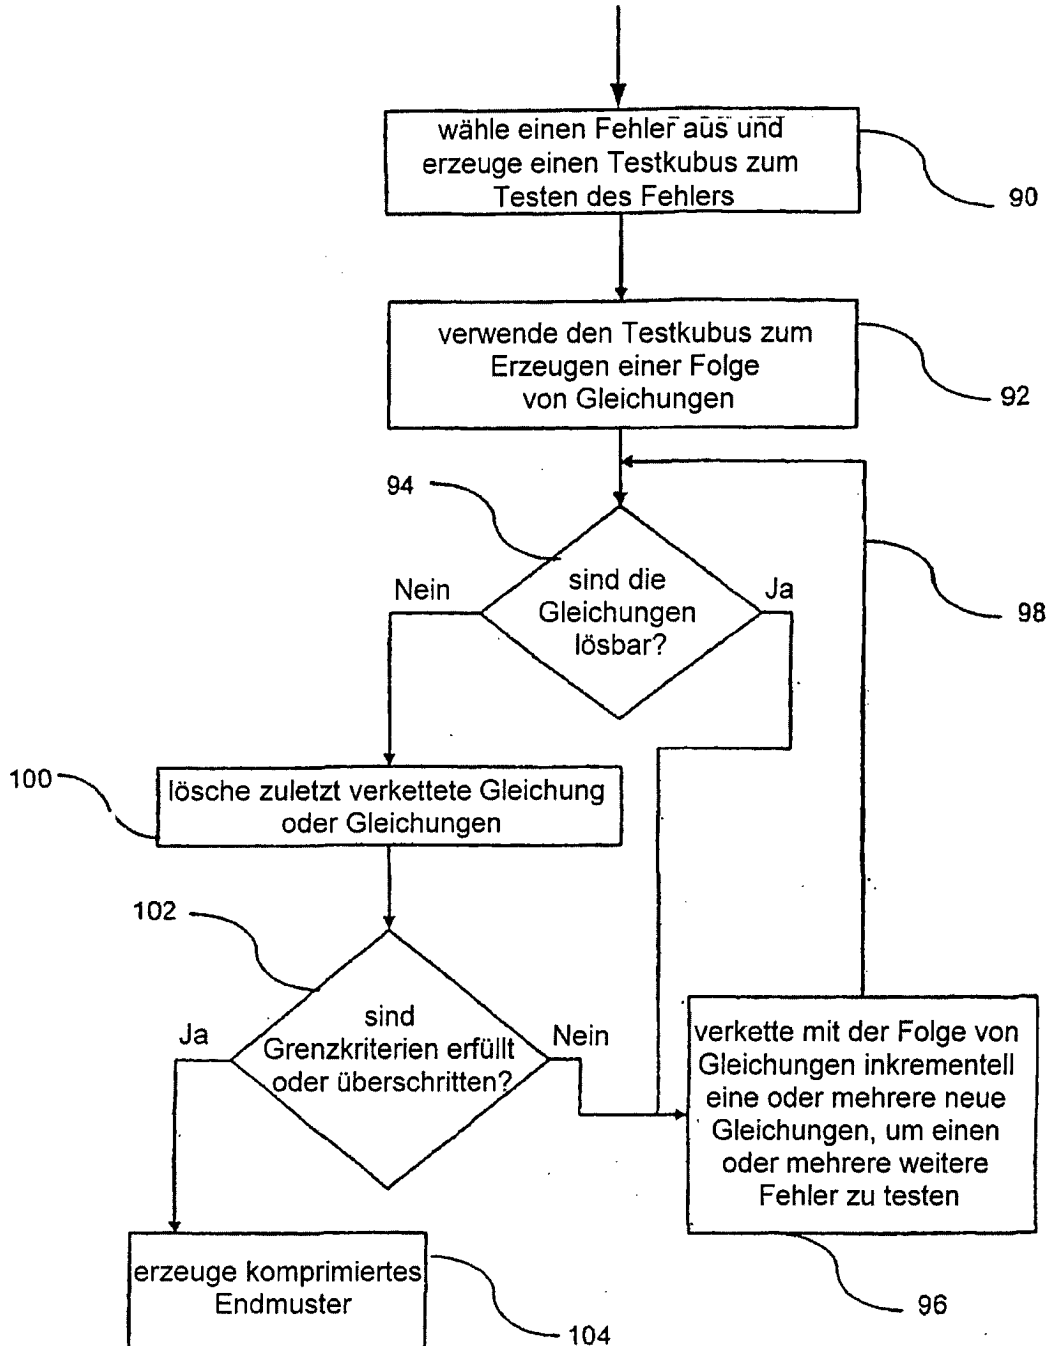 wähle einen Fehler aus und
erzeuge einen Testkubus zum
Testen des Fehlers
90
verwende den Testkubus zum
Erzeugen einer Folge
von Gleichungen
92
94
Nein
sind die
Gleichungen
lösbar?
Ja
98
100
lösche zuletzt verkettete Gleichung
oder Gleichungen
102
Ja
sind
Grenzkriterien erfüllt
oder überschritten?
Nein
verkette mit der Folge von
Gleichungen inkrementell
eine oder mehrere neue
Gleichungen, um einen
oder mehrere weitere
Fehler zu testen
96
erzeuge komprimiertes
Endmuster
104